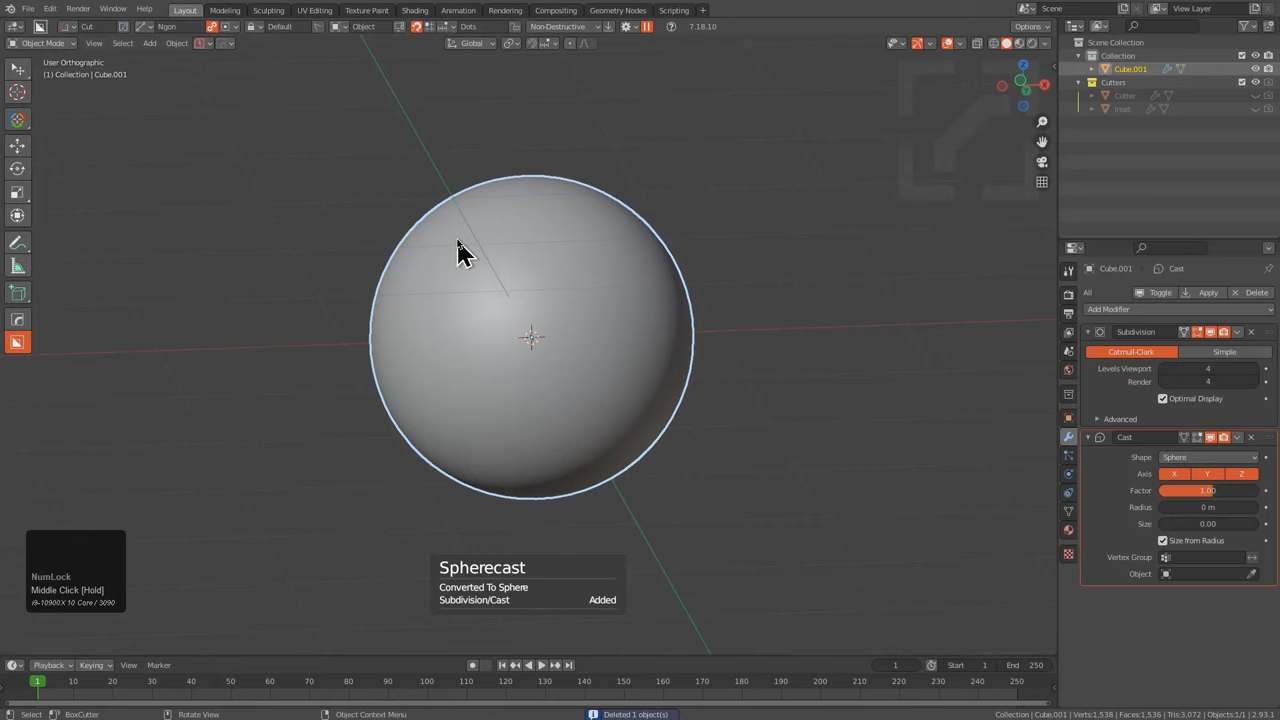 File Edit Render Window Help Layout Modeling Sculpting UV Editing Texture Paint Shading Animation Rendering Compositing Geometry Nodes Scripting + Scene View Layer
Cut Ngon Default Object Dots Non-Destructive 7.18.10 Options
Object Mode View Select Add Object Global
Scene Collection
Collection
Cube.001
Cutters
Cutter
Inset
User Orthographic
(1) Collection | Cube.001
Cube.001 > Cast
All Toggle Apply Delete
Add Modifier
Subdivision
Catmull-Clark Simple
Levels Viewport 4
Render 4
Optimal Display
Advanced
Cast
Shape Sphere
Axis X Y Z
Factor 1.00
Radius 0 m
Size 0.00
Size from Radius
Vertex Group
Object
NumLock
Middle Click [Hold]
i9-10900X 10 Core / 3090
Spherecast
Converted To Sphere
Subdivision/Cast Added
Playback Keying View Marker 1 Start 1 End 250
1 10 20 30 40 50 60 70 80 90 100 110 120 130 140 150 160 170 180 190 200 210 220 230 240 250
Select BoxCutter Rotate View Object Context Menu Deleted 1 object(s) Collection | Cube.001 | Verts:1,538 | Faces:1,536 | Tris:3,072 | Objects:1/1 | 2.93.1